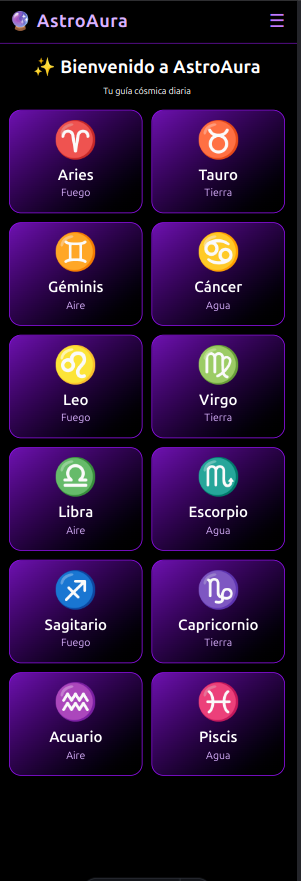 AstroAura
Bienvenido a AstroAura
Tu guía cósmica diaria
Aries
Fuego
Tauro
Tierra
Géminis
Aire
Cáncer
Agua
Leo
Fuego
Virgo
Tierra
Libra
Aire
Escorpio
Agua
Sagitario
Fuego
Capricornio
Tierra
Acuario
Aire
Piscis
Agua